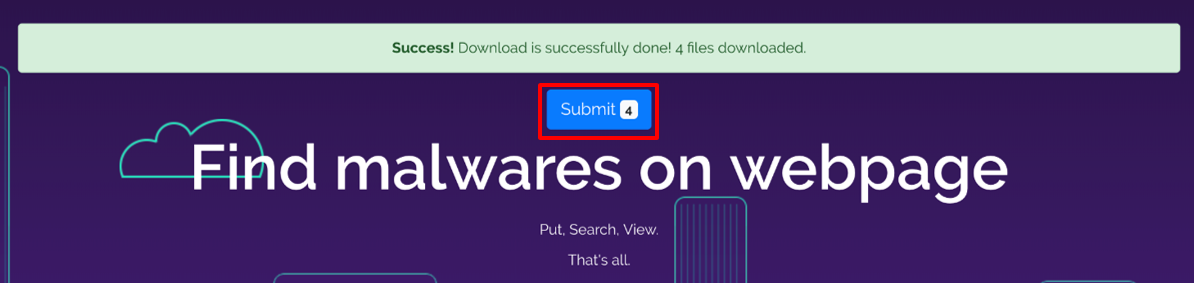 Success! Download is successfully done! 4 files downloaded.
Submit 4
Find malwares on webpage
Put, Search, View.
That's all.